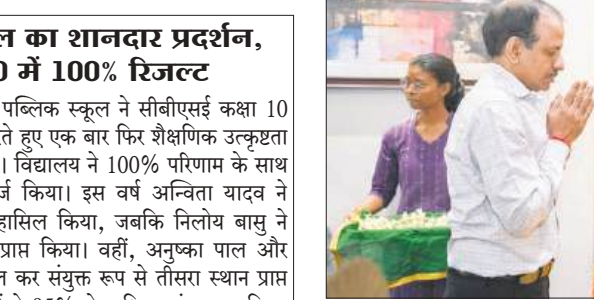 का शानदार प्रदर्शन,
में 100% रिजल्ट
पब्लिक स्कूल ने सीबीएसई कक्षा 10
हुए एक बार फिर शैक्षणिक उत्कृष्टता
। विद्यालय ने 100% परिणाम के साथ
किया। इस वर्ष अन्विता यादव ने
हासिल किया, जबकि निलोय बासु ने
प्राप्त किया। वहीं, अनुष्का पाल और
कर संयुक्त रूप से तीसरा स्थान प्राप्त